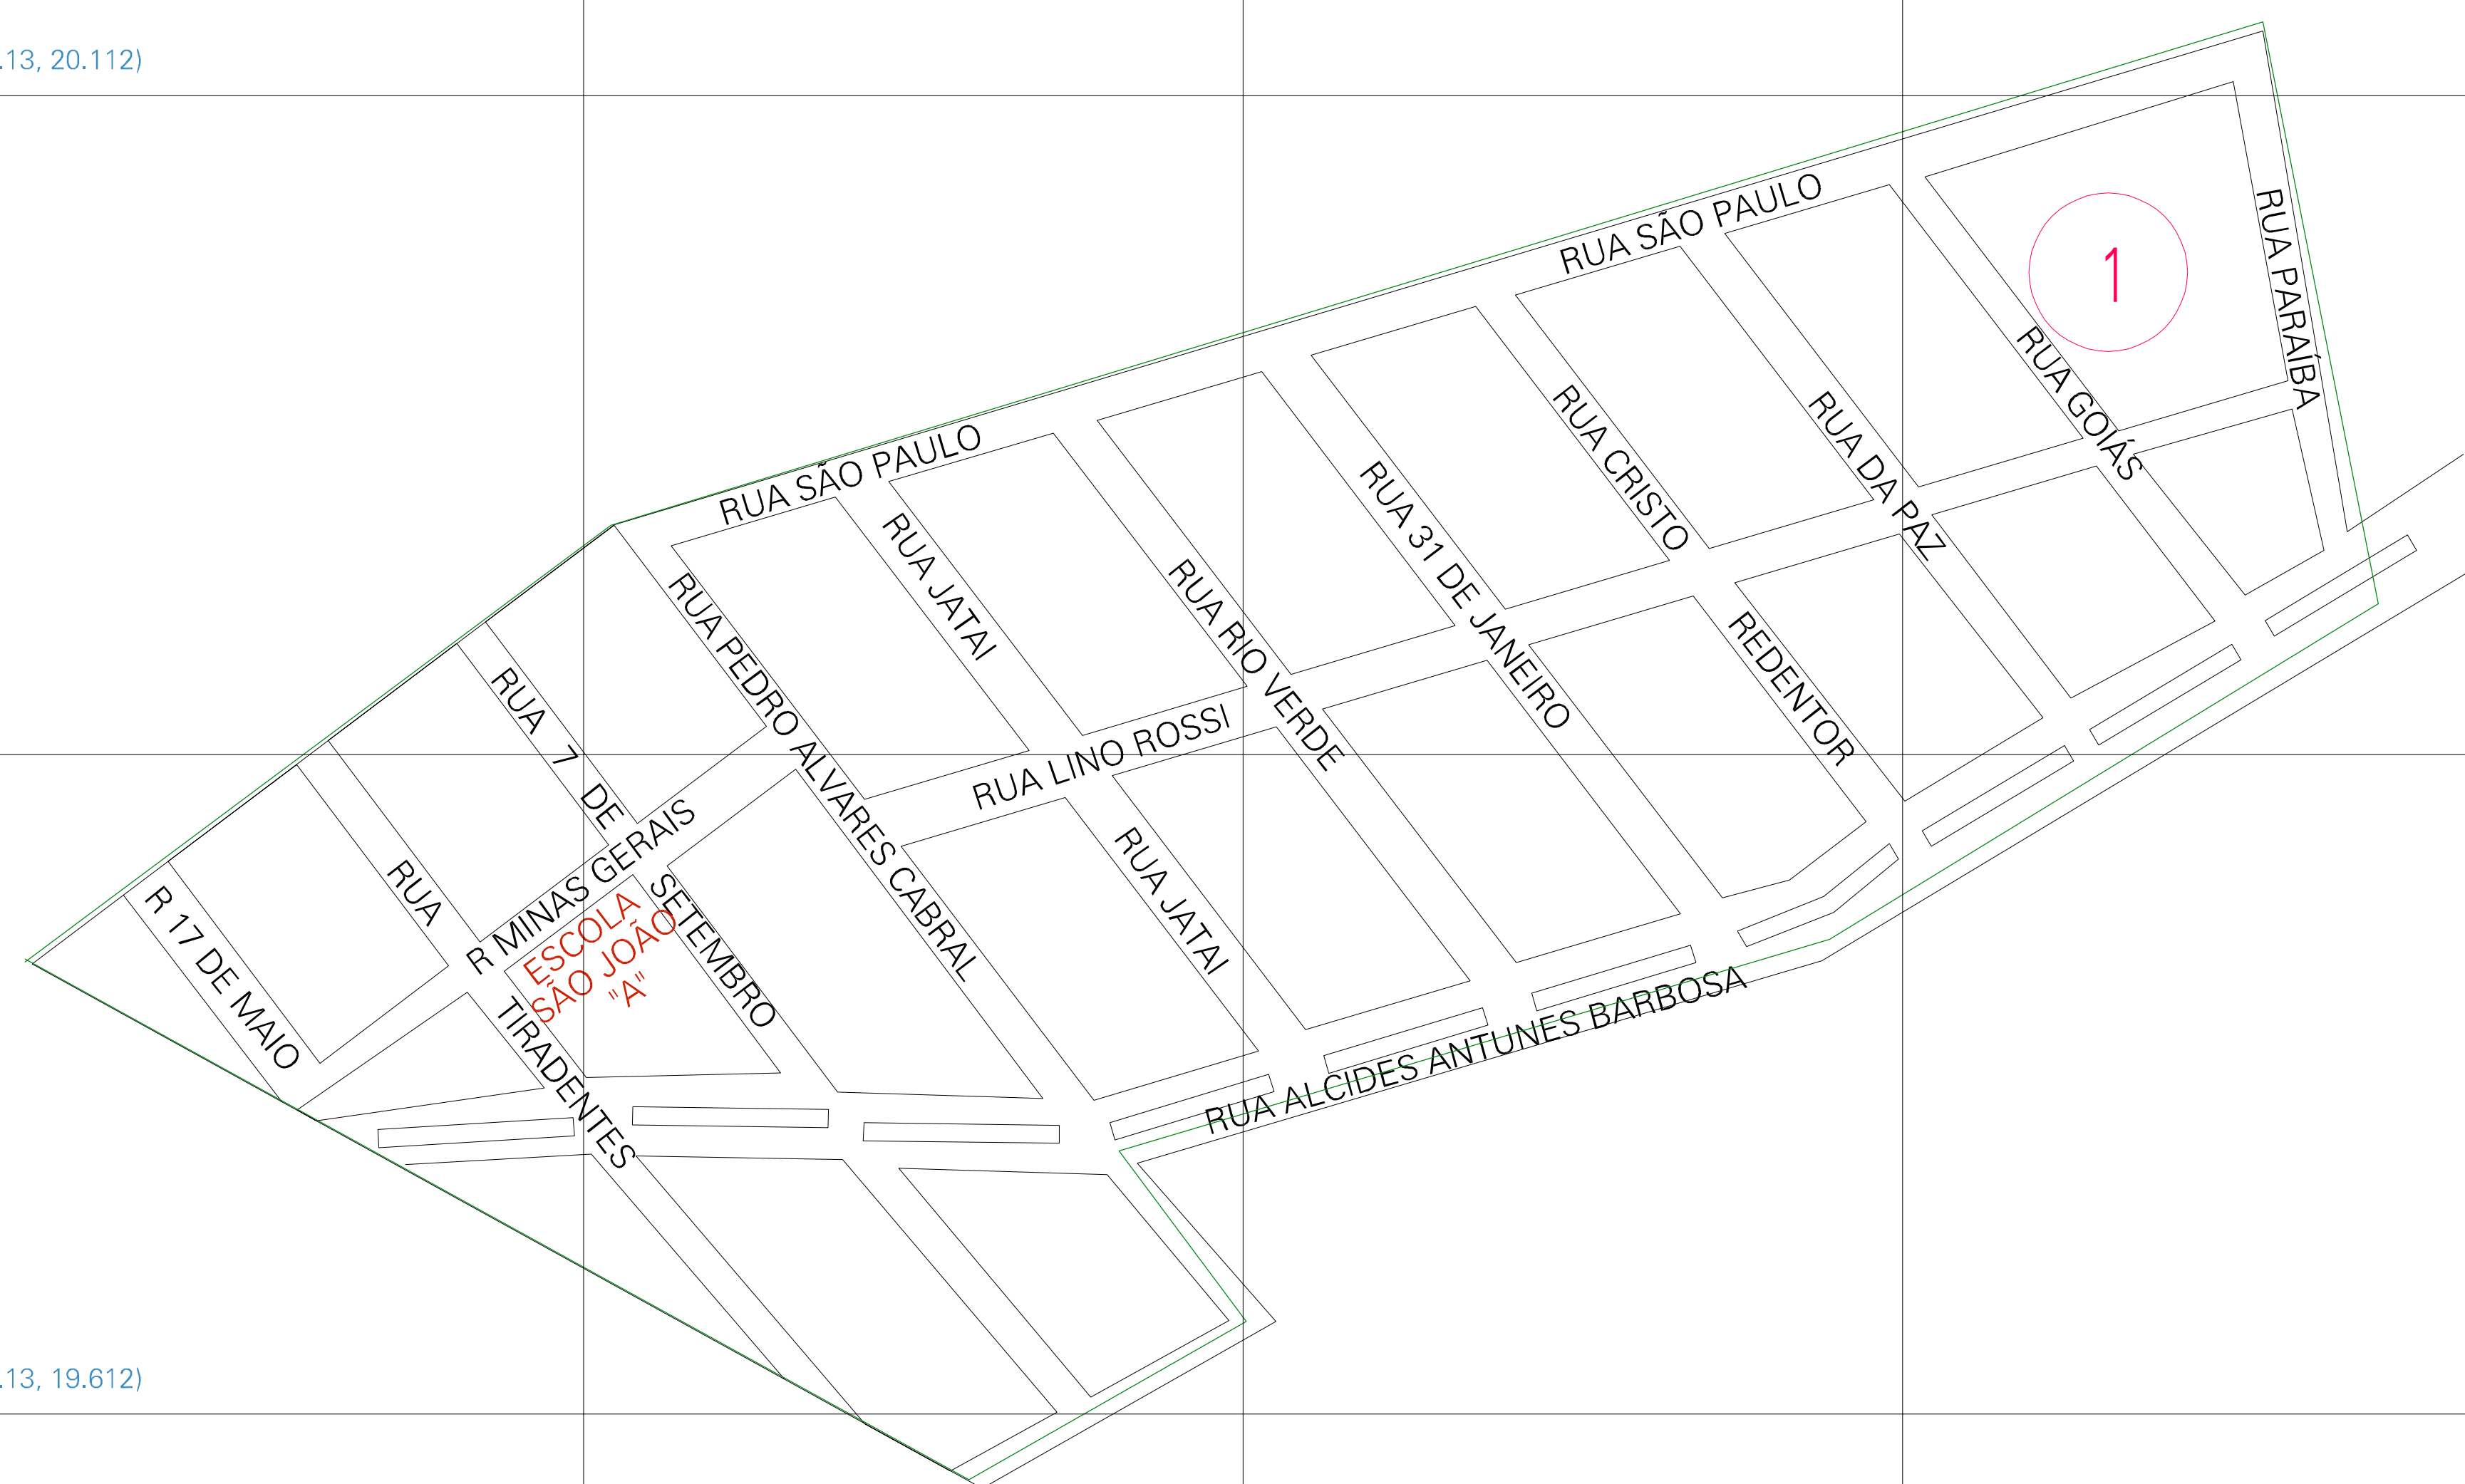 .13, 20.112)
RUA SÃO PAULO
RUA PARAÍBA
1
RUA GOIÁS
RUA DA PAZ
RUA CRISTO
REDENTOR
RUA SÃO PAULO
RUA 31 DE JANEIRO
RUA JATAI
RUA RIO VERDE
RUA PEDRO ALVARES CABRAL
RUA LINO ROSSI
RUA 7 DE
SETEMBRO
R MINAS GERAIS
RUA
TIRADENTES
RUA JATAI
R 17 DE MAIO
ESCOLA
SÃO JOÃO
"A"
RUA ALCIDES ANTUNES BARBOSA
.13, 19.612)